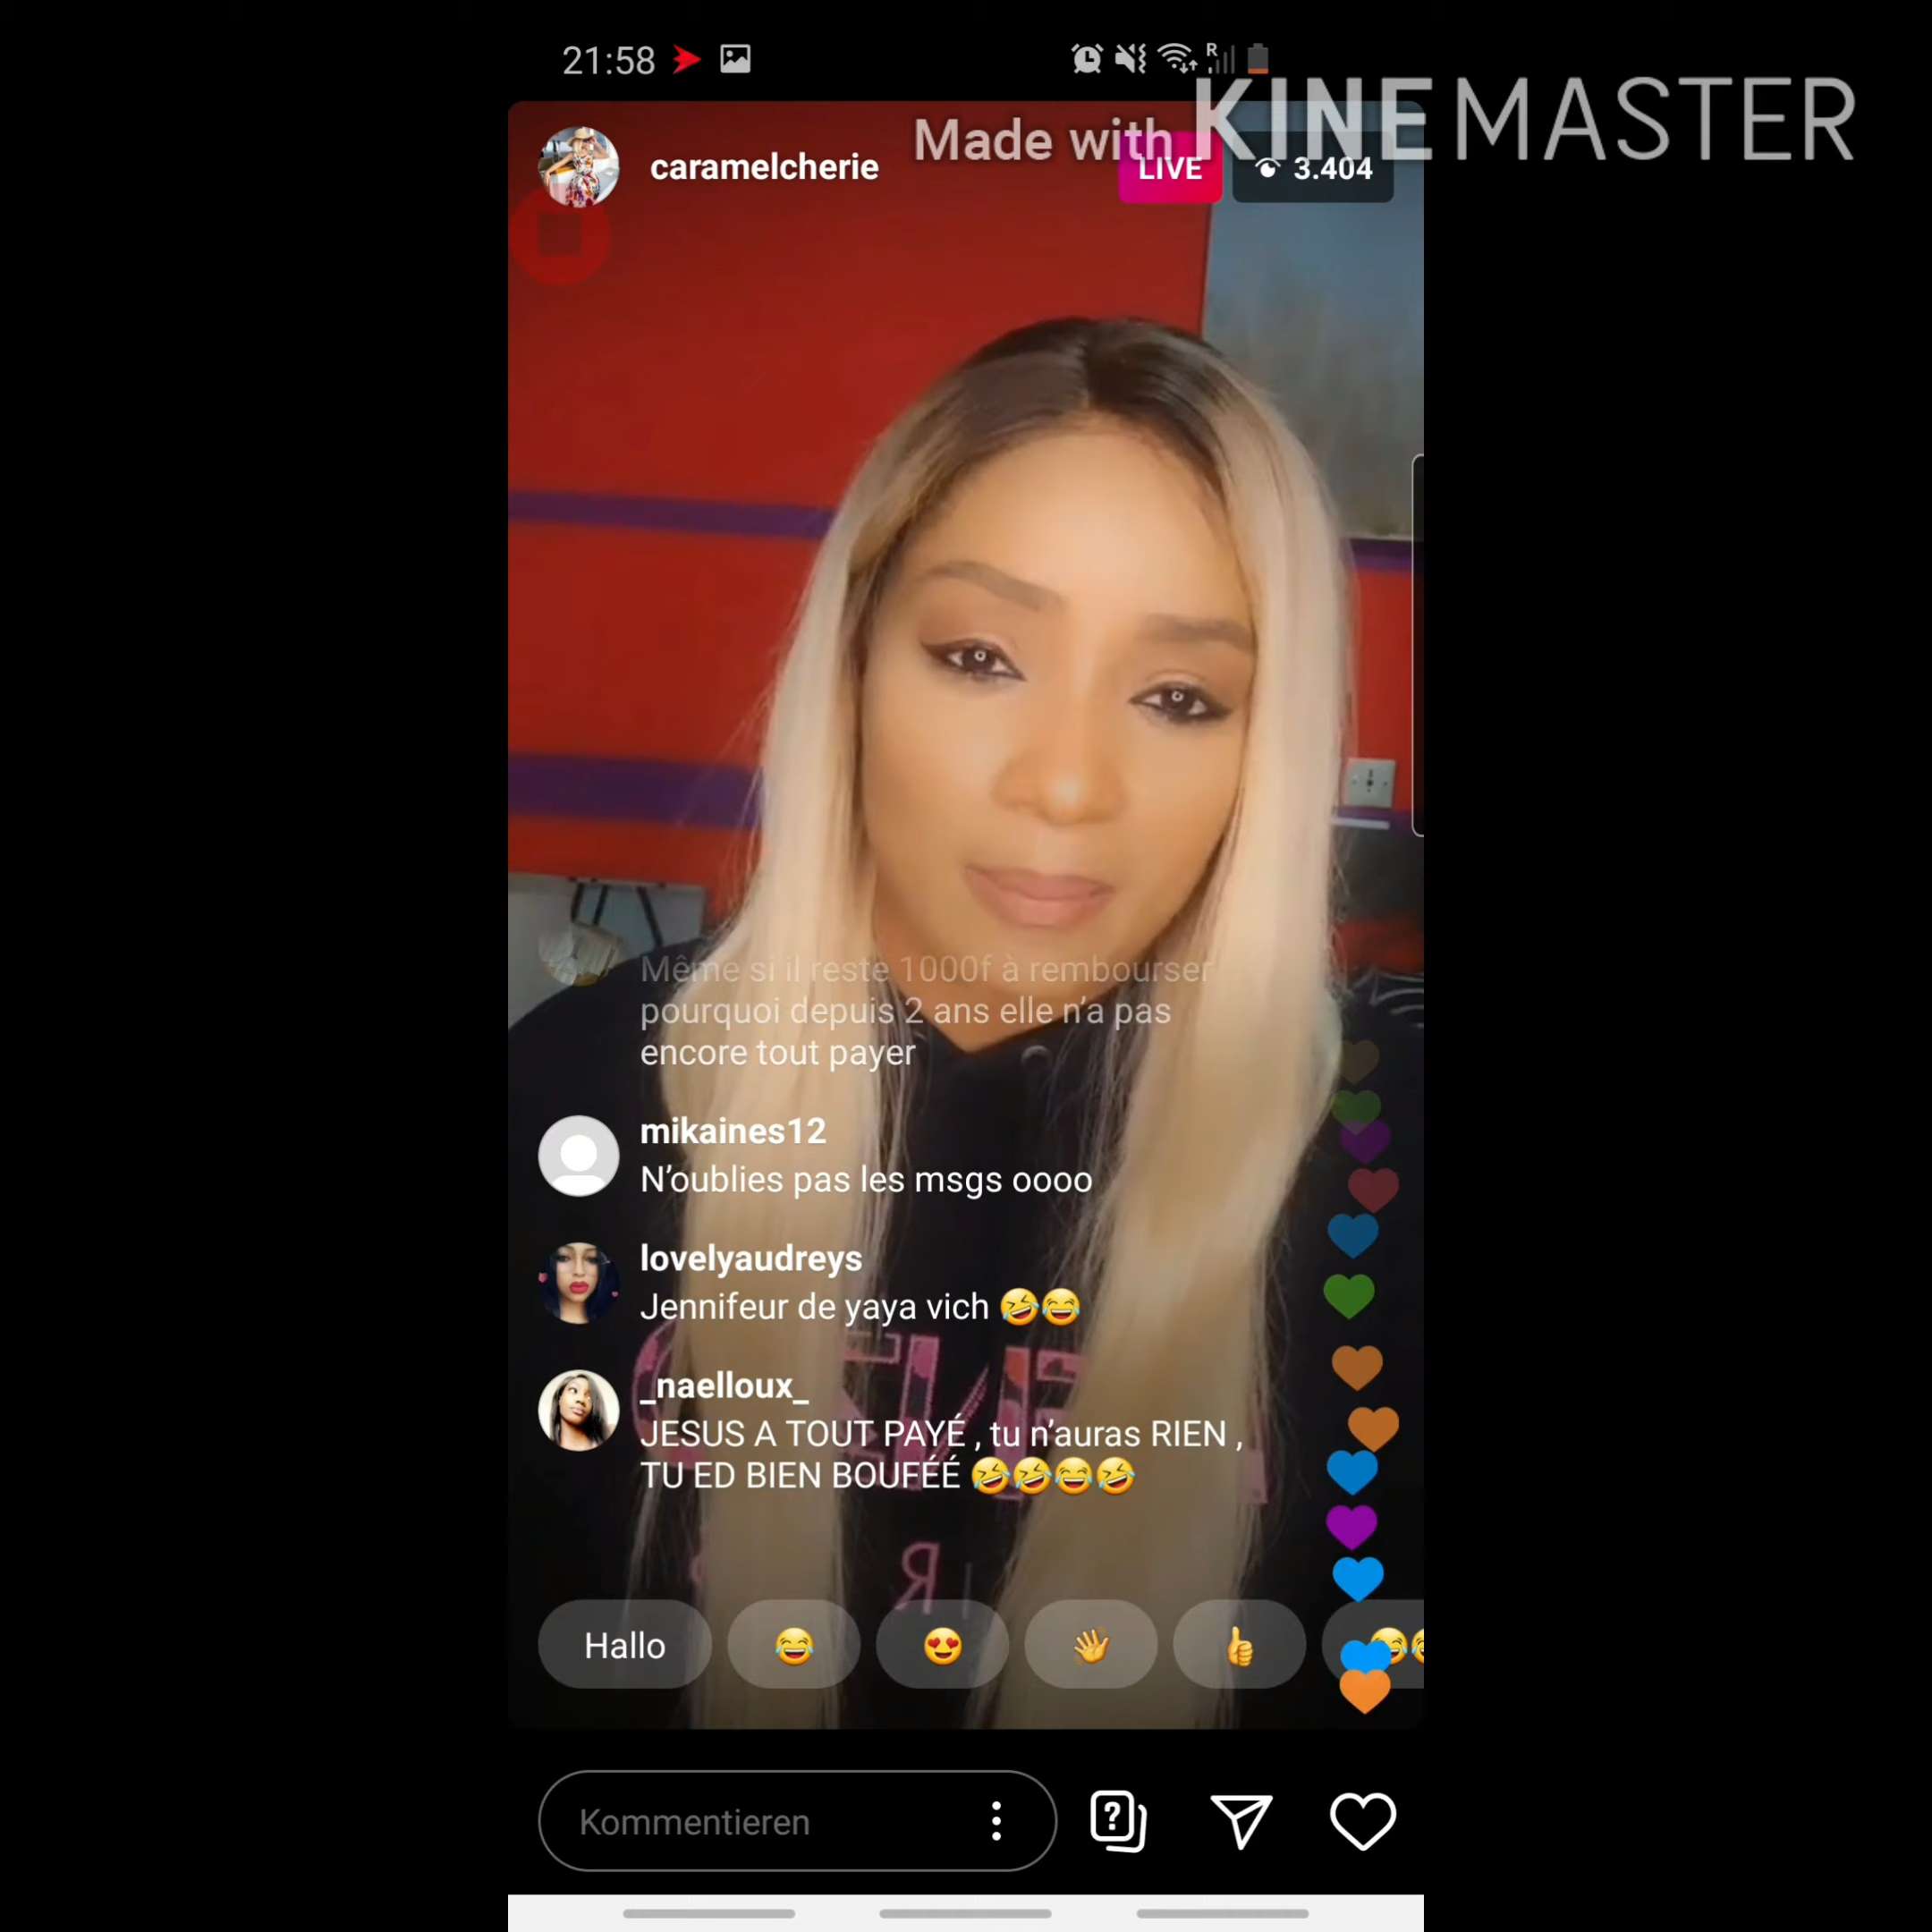 21:58
Made with KINEMASTER
caramelcherie
LIVE
3.404
Même si il reste 1000f à rembourser
pourquoi depuis 2 ans elle n’a pas
encore tout payer
mikaines12
N’oublies pas les msgs oooo
lovelyaudreys
Jennifeur de yaya vich 🤣😂
_naelloux_
JESUS A TOUT PAYÉ , tu n’auras RIEN ,
TU ED BIEN BOUFÉÉ 🤣🤣😂🤣
Hallo 😂 😍 👋 👍
Kommentieren